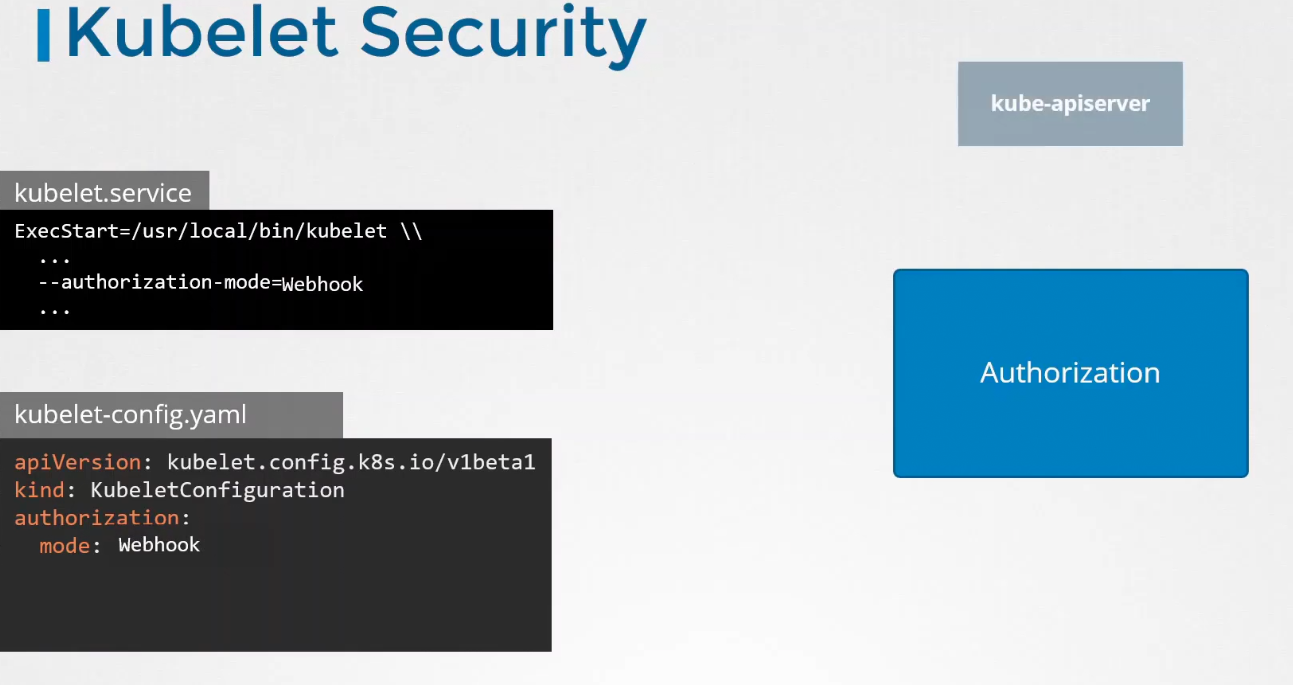 Kubelet Security
kube-apiserver
kubelet.service
ExecStart=/usr/local/bin/kubelet \\
...
--authorization-mode=Webhook
...
Authorization
kubelet-config.yaml
apiVersion: kubelet.config.k8s.io/v1beta1
kind: KubeletConfiguration
authorization:
mode: Webhook